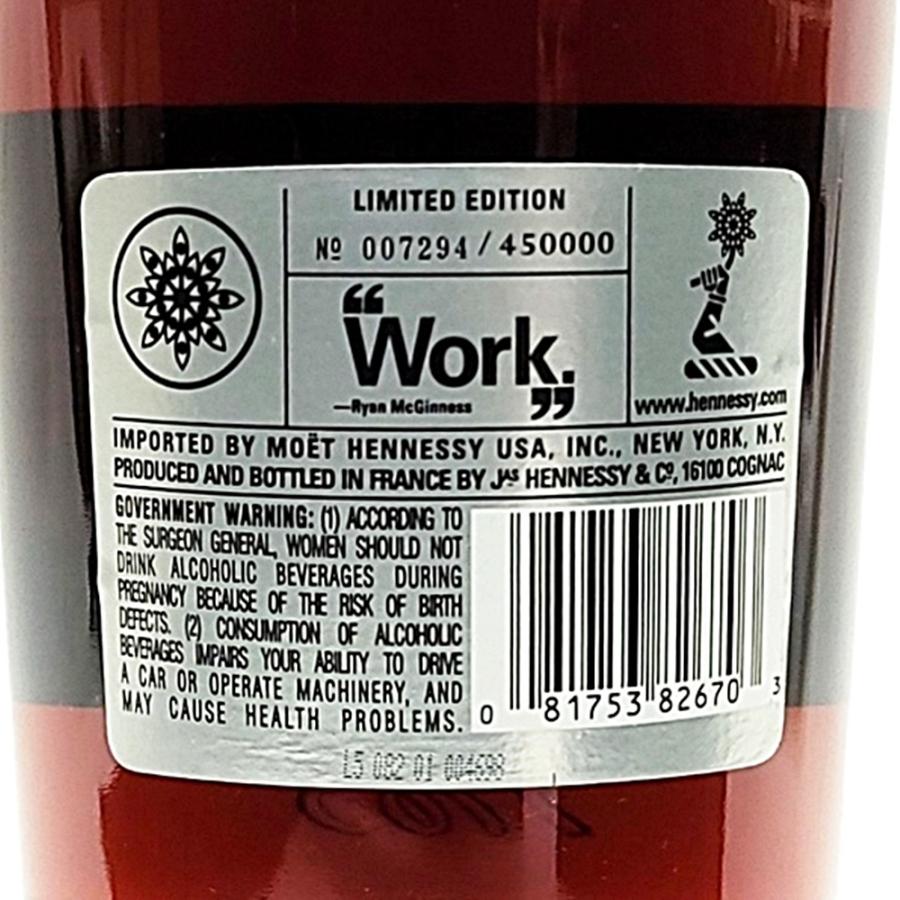 LIMITED EDITION
Nº 007294 / 450000
“Work.”
—Ryan McGinness
www.hennessy.com
IMPORTED BY MOËT HENNESSY USA, INC., NEW YORK, N.Y.
PRODUCED AND BOTTLED IN FRANCE BY JAS HENNESSY & Cº, 16100 COGNAC
GOVERNMENT WARNING: (1) ACCORDING TO
THE SURGEON GENERAL, WOMEN SHOULD NOT
DRINK ALCOHOLIC BEVERAGES DURING
PREGNANCY BECAUSE OF THE RISK OF BIRTH
DEFECTS. (2) CONSUMPTION OF ALCOHOLIC
BEVERAGES IMPAIRS YOUR ABILITY TO DRIVE
A CAR OR OPERATE MACHINERY, AND
MAY CAUSE HEALTH PROBLEMS.
0 81753 82670 3
L5 082 01